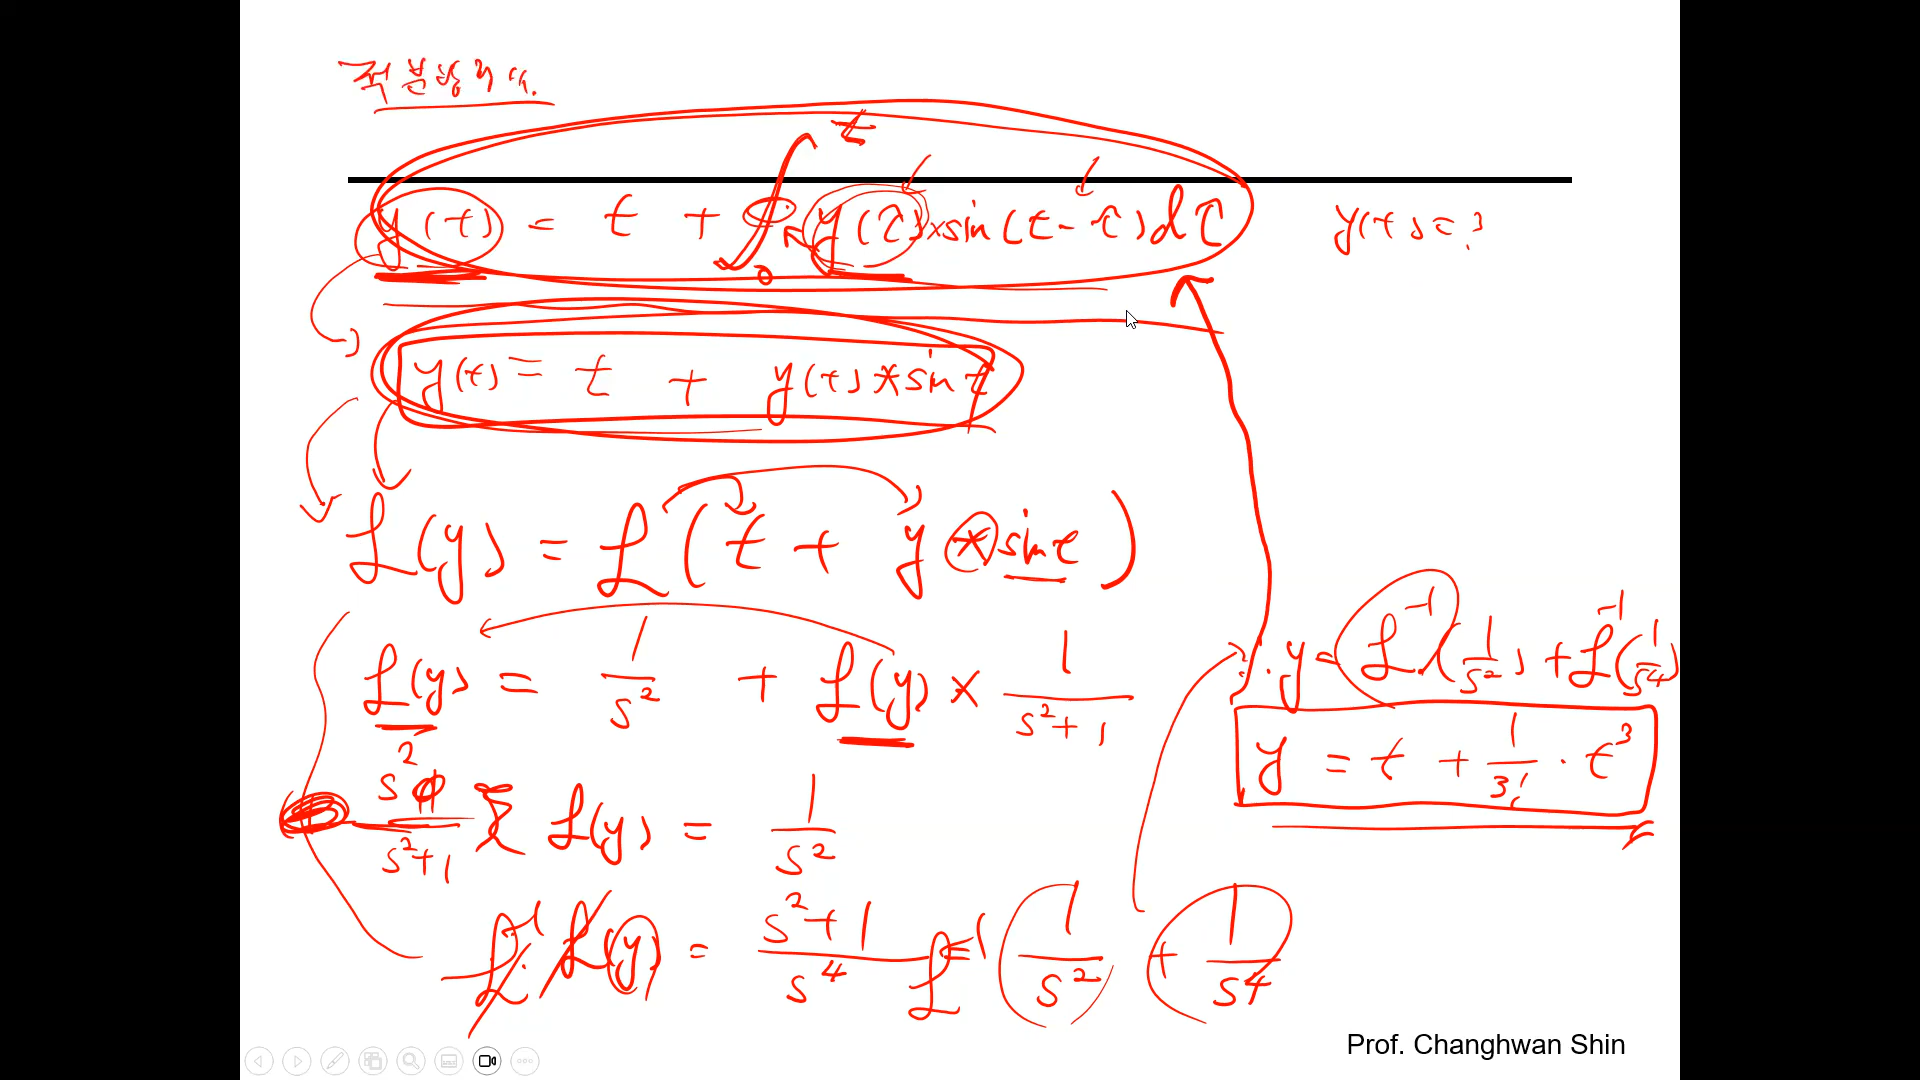 적분방정식.
y(t) = t + ∫₀ᵗ y(τ)×sin(t-τ)dτ
y(t)=?
y(t) = t + y(t)*sin t
ℒ(y) = ℒ(t + y * sin t)
ℒ(y) = 1/s² + ℒ(y) × 1/(s²+1)
s²/(s²+1) ℒ(y) = 1/s²
ℒ⁻¹ ℒ(y) = (s²+1)/s⁴ = ℒ⁻¹ 1/s² + 1/s⁴
∴ y = ℒ⁻¹(1/s²) + ℒ⁻¹(1/s⁴)
y = t + 1/3! · t³
Prof. Changhwan Shin